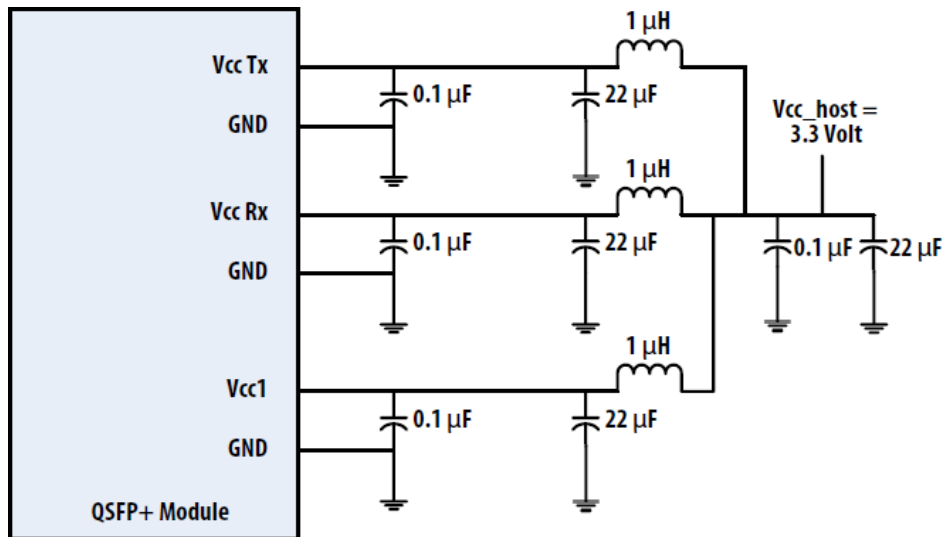 1 μH
Vcc Tx
0.1 μF
22 μF
GND
Vcc_host =
3.3 Volt
1 μH
Vcc Rx
0.1 μF
22 μF
0.1 μF
22 μF
GND
1 μH
Vcc1
0.1 μF
22 μF
GND
QSFP+ Module